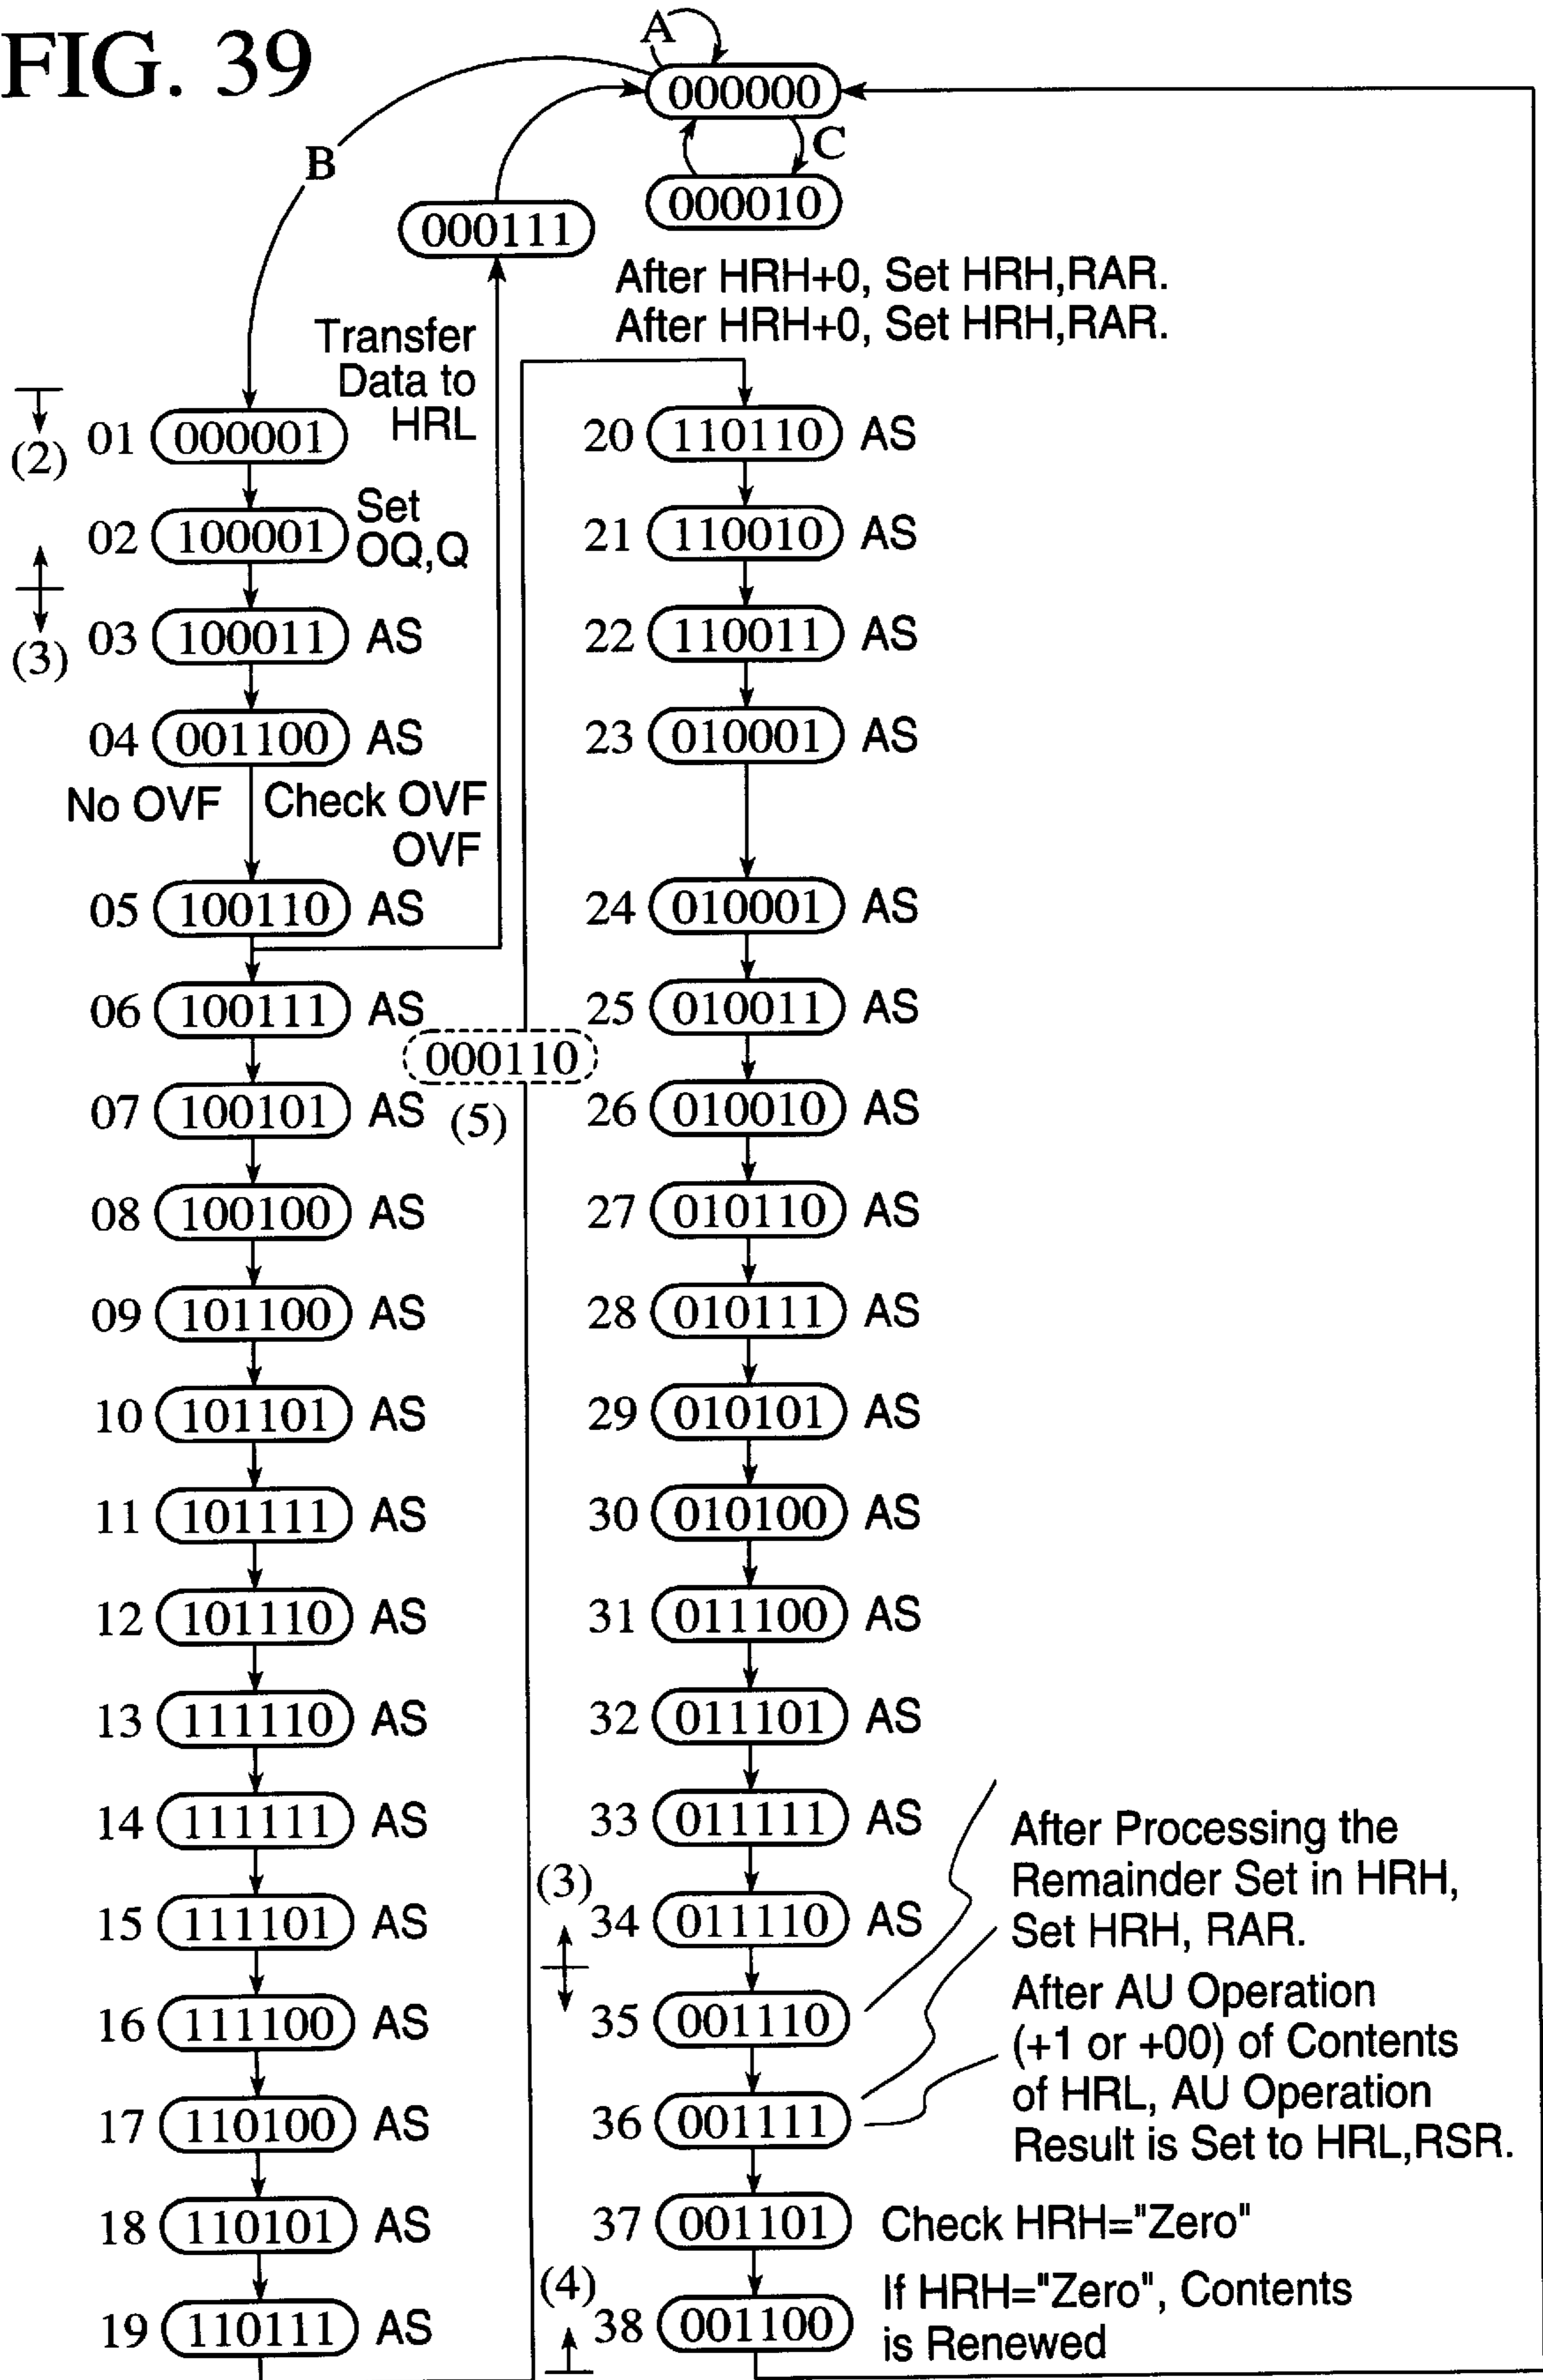 FIG. 39
A
000000
B
C
000010
000111
After HRH+0, Set HRH,RAR.
After HRH+0, Set HRH,RAR.
Transfer
Data to
HRL
(2)
01 000001
02 100001 Set
OQ,Q
(3)
03 100011 AS
04 001100 AS
No OVF Check OVF
OVF
05 100110 AS
06 100111 AS
000110
(5)
07 100101 AS
08 100100 AS
09 101100 AS
10 101101 AS
11 101111 AS
12 101110 AS
13 111110 AS
14 111111 AS
15 111101 AS
16 111100 AS
17 110100 AS
18 110101 AS
19 110111 AS
20 110110 AS
21 110010 AS
22 110011 AS
23 010001 AS
24 010001 AS
25 010011 AS
26 010010 AS
27 010110 AS
28 010111 AS
29 010101 AS
30 010100 AS
31 011100 AS
32 011101 AS
33 011111 AS
(3)
34 011110 AS
35 001110
36 001111
After Processing the
Remainder Set in HRH,
Set HRH, RAR.
After AU Operation
(+1 or +00) of Contents
of HRL, AU Operation
Result is Set to HRL,RSR.
37 001101 Check HRH="Zero"
(4)
38 001100 If HRH="Zero", Contents
is Renewed